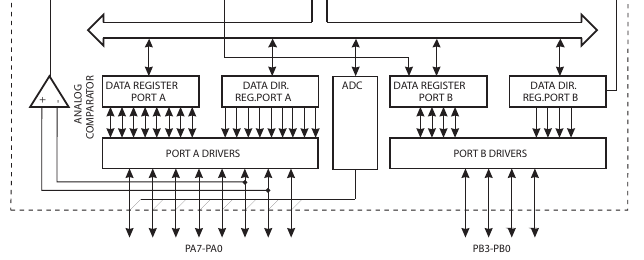 + -
ANALOG
COMPARATOR
DATA REGISTER
PORT A
DATA DIR.
REG.PORT A
ADC
DATA REGISTER
PORT B
DATA DIR.
REG.PORT B
PORT A DRIVERS
PORT B DRIVERS
PA7-PA0
PB3-PB0